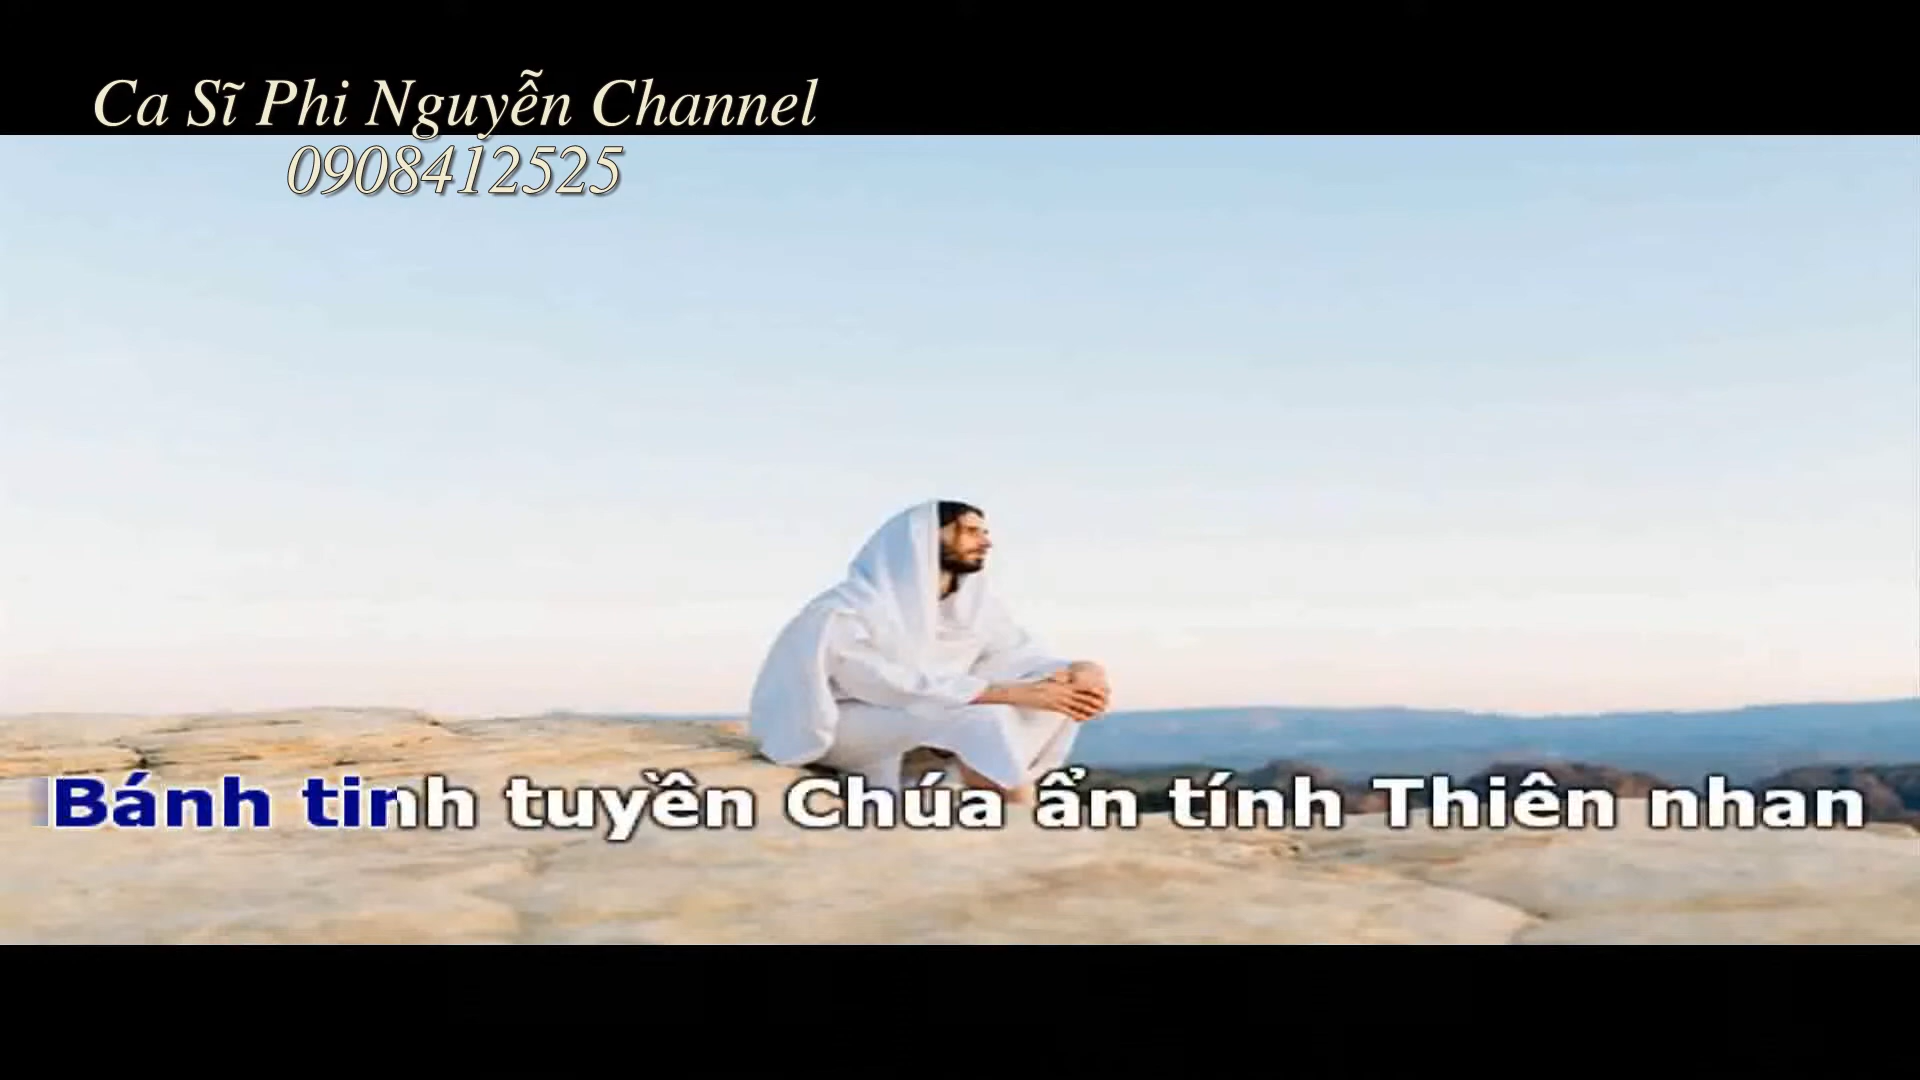 Ca Sĩ Phi Nguyễn Channel
0908412525
Bánh tinh tuyền Chúa ẩn tính Thiên nhan